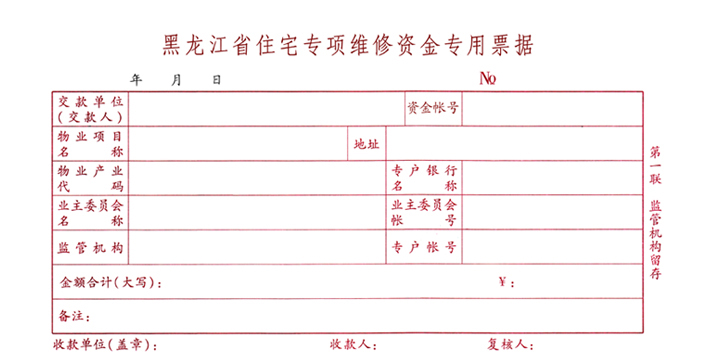 黑龙江省住宅专项维修资金专用票据
年 月 日 №
交款单位 资金帐号
(交款人)
物业项目 地址
名称
物业产业 专户银行
代码 名称
业主委员会 业主委员会
名称 帐号
监管机构 专户帐号
金额合计(大写): ¥:
备注:
收款单位(盖章): 收款人: 复核人:
第一联 监管机构留存